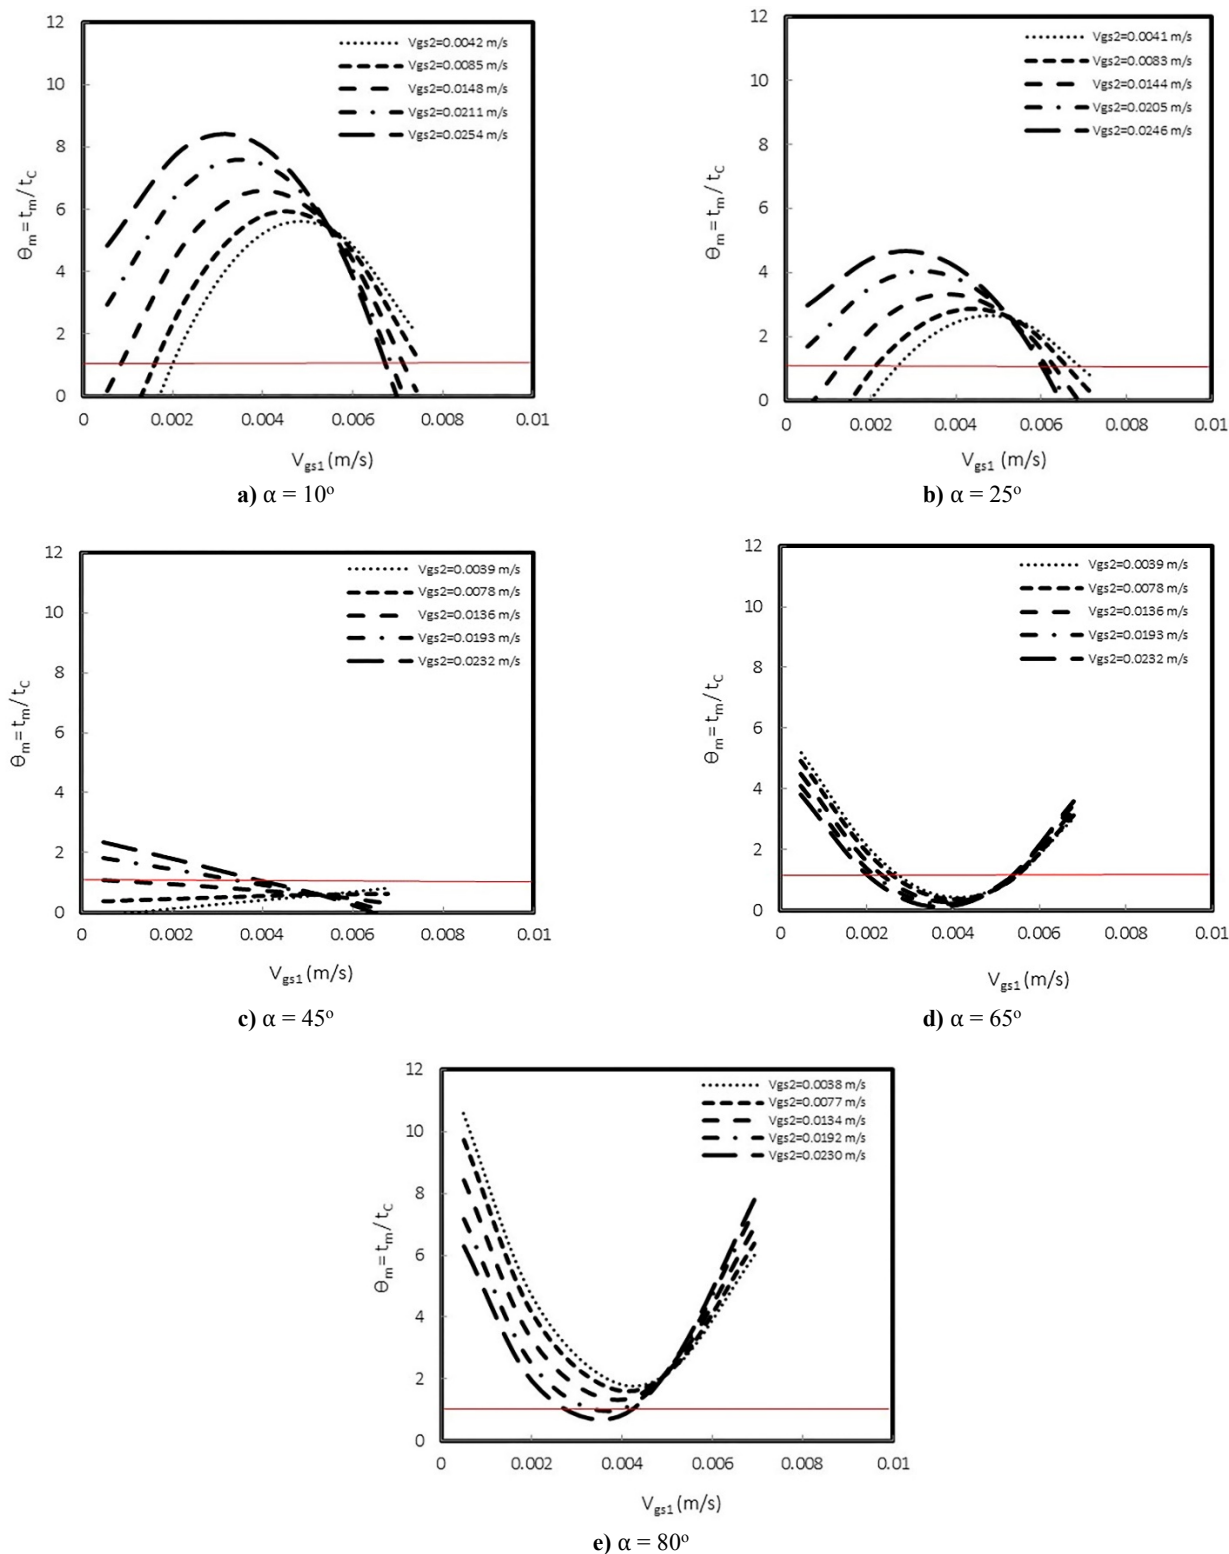 12
10
8
6
4
2
0
θm = tm / tC
Vgs2=0.0042 m/s
Vgs2=0.0085 m/s
Vgs2=0.0148 m/s
Vgs2=0.0211 m/s
Vgs2=0.0254 m/s
0 0.002 0.004 0.006 0.008 0.01
Vgs1 (m/s)
a) α = 10º
12
10
8
6
4
2
0
θm = tm / tC
Vgs2=0.0041 m/s
Vgs2=0.0083 m/s
Vgs2=0.0144 m/s
Vgs2=0.0205 m/s
Vgs2=0.0246 m/s
0 0.002 0.004 0.006 0.008 0.01
Vgs1 (m/s)
b) α = 25º
12
10
8
6
4
2
0
θm = tm / tC
Vgs2=0.0039 m/s
Vgs2=0.0078 m/s
Vgs2=0.0136 m/s
Vgs2=0.0193 m/s
Vgs2=0.0232 m/s
0 0.002 0.004 0.006 0.008 0.01
Vgs1 (m/s)
c) α = 45º
12
10
8
6
4
2
0
θm = tm / tC
Vgs2=0.0039 m/s
Vgs2=0.0078 m/s
Vgs2=0.0136 m/s
Vgs2=0.0193 m/s
Vgs2=0.0232 m/s
0 0.002 0.004 0.006 0.008 0.01
Vgs1 (m/s)
d) α = 65º
12
10
8
6
4
2
0
θm = tm / tC
Vgs2=0.0038 m/s
Vgs2=0.0077 m/s
Vgs2=0.0134 m/s
Vgs2=0.0192 m/s
Vgs2=0.0230 m/s
0 0.002 0.004 0.006 0.008 0.01
Vgs1 (m/s)
e) α = 80º